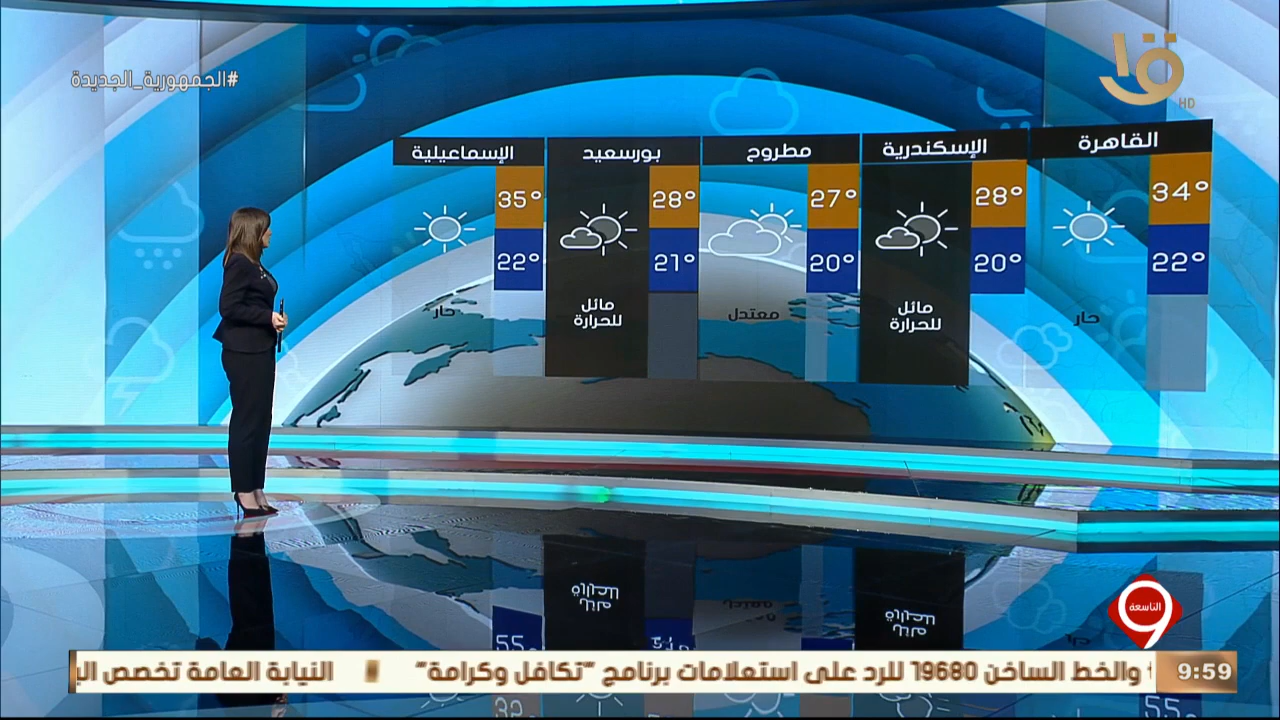 #الجمهورية_الجديدة
HD
القاهرة
34°
22°
حار
الإسكندرية
28°
20°
مائل
للحرارة
مطروح
27°
20°
معتدل
بورسعيد
28°
21°
مائل
للحرارة
الإسماعيلية
35°
22°
حار
التاسعة
9
9:59
والخط الساخن 19680 للرد على استعلامات برنامج "تكافل وكرامة" النيابة العامة تخصص